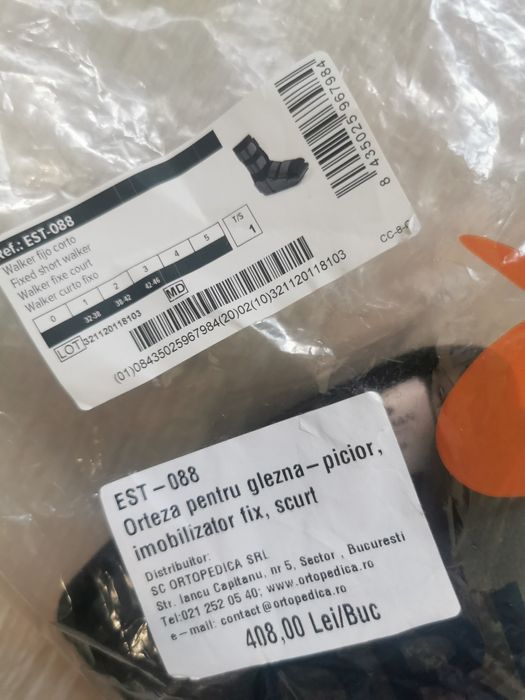 Ref.: EST-088
Walker fijo corto
Fixed short walker
Walker fixe court
Walker curto fixo
0 1 2 3 4 5
32-38 38-42 42-46
T/S
1
LOT 321120118103
MD
(01)08435025967984(20)02(10)321120118103
8 435025 967984
CC-8-
EST-088
Orteza pentru glezna-picior,
imobilizator fix, scurt
Distribuitor:
SC ORTOPEDICA SRL
Str. Iancu Capitanu, nr 5, Sector , Bucuresti
Tel:021 252 05 40; www.ortopedica.ro
e-mail: contact@ortopedica.ro
408,00 Lei/Buc